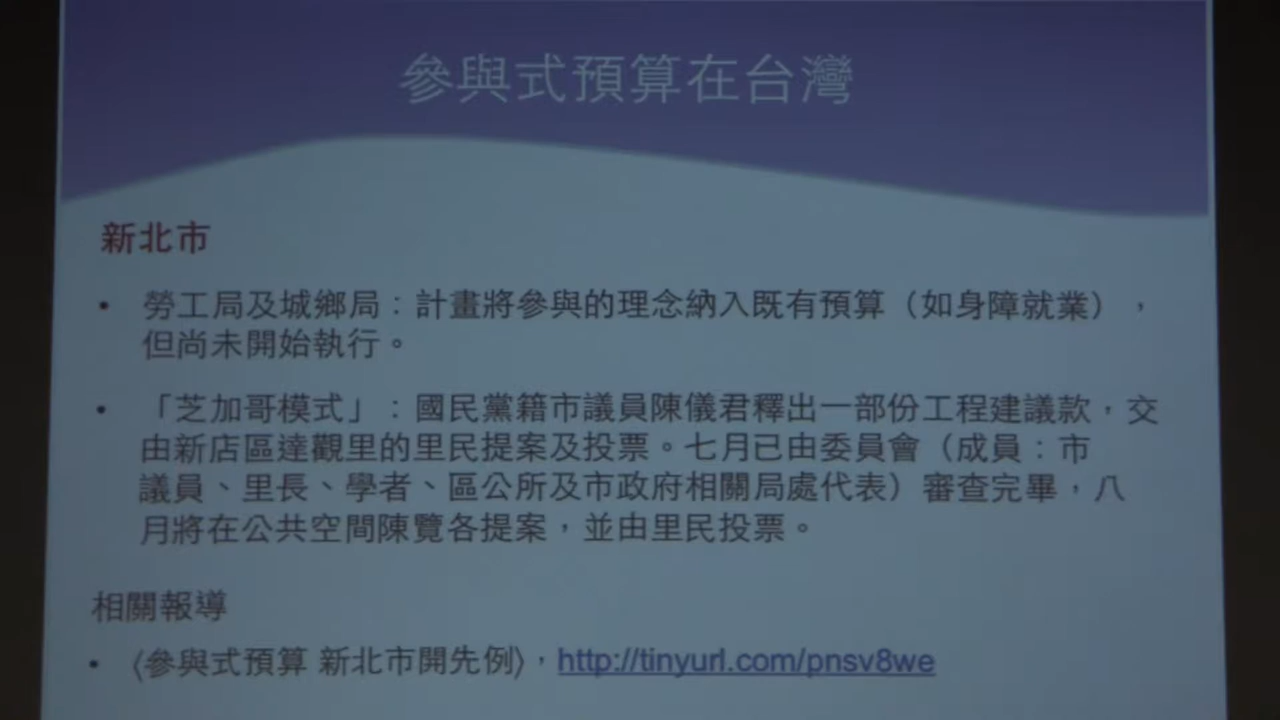 參與式預算在台灣
新北市
• 勞工局及城鄉局：計畫將參與的理念納入既有預算（如身障就業），
但尚未開始執行。
• 「芝加哥模式」：國民黨籍市議員陳儀君釋出一部份工程建議款，交
由新店區達觀里的里民提案及投票。七月已由委員會（成員：市
議員、里長、學者、區公所及市政府相關局處代表）審查完畢，八
月將在公共空間陳覽各提案，並由里民投票。
相關報導
• 〈參與式預算 新北市開先例〉，http://tinyurl.com/pnsv8we